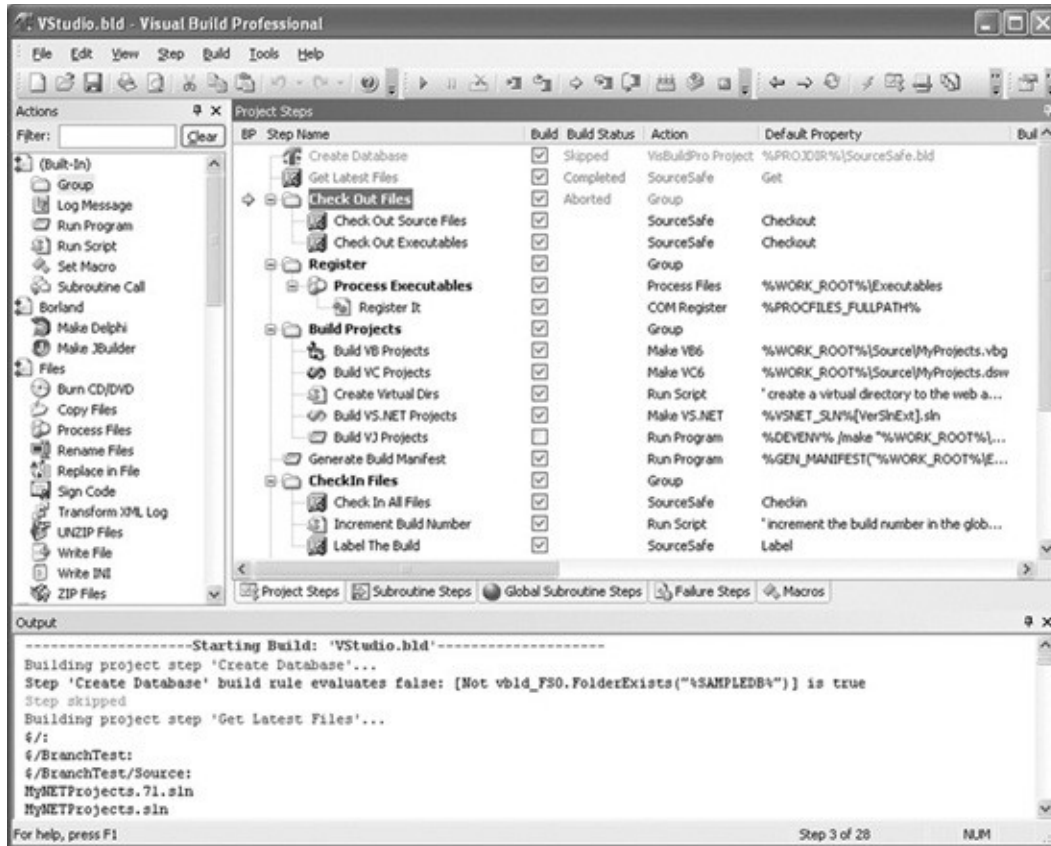 VStudio.bld - Visual Build Professional
File Edit View Step Build Tools Help
Actions
Filter: Clear
(Built-In)
Group
Log Message
Run Program
Run Script
Set Macro
Subroutine Call
Borland
Make Delphi
Make JBuilder
Files
Burn CD/DVD
Copy Files
Process Files
Rename Files
Replace in File
Sign Code
Transform XML Log
UNZIP Files
Write File
Write INI
ZIP Files
Project Steps
BP Step Name Build Build Status Action Default Property Buil
Create Database Skipped VisBuildPro Project %PROJDIR%\SourceSafe.bld
Get Latest Files Completed SourceSafe Get
Check Out Files Aborted Group
Check Out Source Files SourceSafe Checkout
Check Out Executables SourceSafe Checkout
Register Group
Process Executables Process Files %WORK_ROOT%\Executables
Register It COM Register %PROCFILES_FULLPATH%
Build Projects Group
Build VB Projects Make VB6 %WORK_ROOT%\Source\MyProjects.vbg
Build VC Projects Make VC6 %WORK_ROOT%\Source\MyProjects.dsw
Create Virtual Dirs Run Script ' create a virtual directory to the web a...
Build VS.NET Projects Make VS.NET %VSNET_SLN%[VerSlnExt].sln
Build VJ Projects Run Program %DEVENV% /make "%WORK_ROOT%\...
Generate Build Manifest Run Program %GEN_MANIFEST("%WORK_ROOT%\E...
CheckIn Files Group
Check In All Files SourceSafe Checkin
Increment Build Number Run Script ' increment the build number in the glob...
Label The Build SourceSafe Label
Project Steps Subroutine Steps Global Subroutine Steps Failure Steps Macros
Output
--------------------Starting Build: 'VStudio.bld'--------------------
Building project step 'Create Database'...
Step 'Create Database' build rule evaluates false: [Not vbld_FSO.FolderExists("%SAMPLEDB%")] is true
Step skipped
Building project step 'Get Latest Files'...
$/:
$/BranchTest:
$/BranchTest/Source:
MyNETProjects.71.sln
MyNETProjects.sln
For help, press F1 Step 3 of 28 NUM